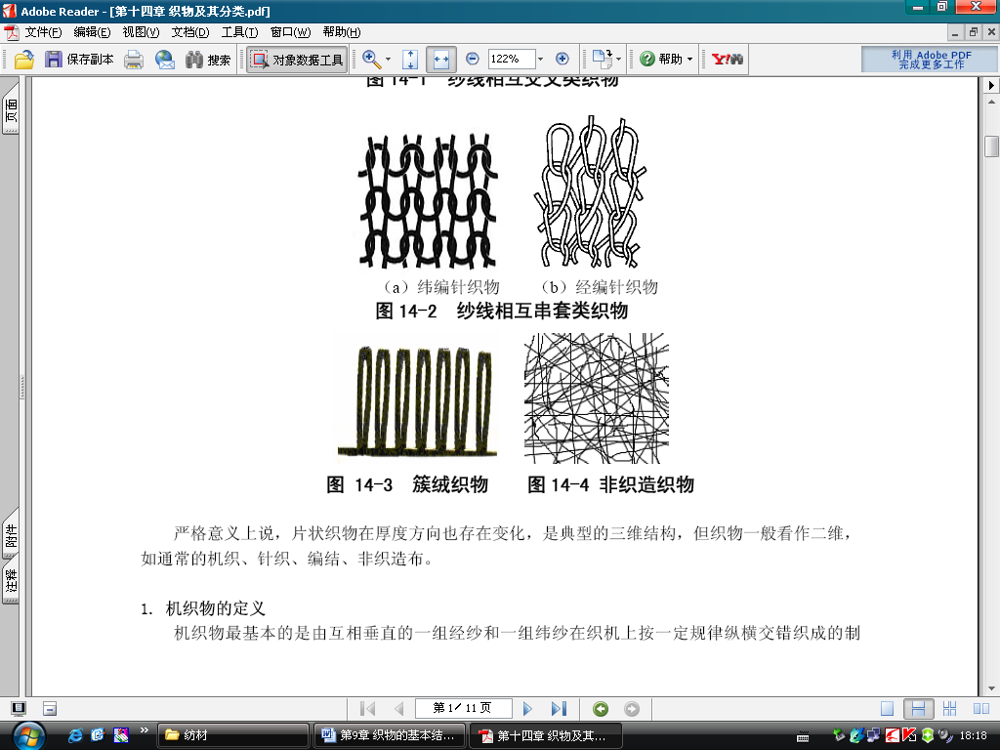 Adobe Reader - [第十四章 织物及其分类.pdf]
文件(F) 编辑(E) 视图(V) 文档(D) 工具(T) 窗口(W) 帮助(H)
保存副本 搜索 对象数据工具 122% 帮助 Y! 利用 Adobe PDF
完成更多工作
页面
图 14-1 纱线相互交叉类织物
（a）纬编针织物 （b）经编针织物
图 14-2 纱线相互串套类织物
图 14-3 簇绒织物 图 14-4 非织造织物
附件
严格意义上说，片状织物在厚度方向也存在变化，是典型的三维结构，但织物一般看作二维，
如通常的机织、针织、编结、非织造布。
注释
1. 机织物的定义
机织物最基本的是由互相垂直的一组经纱和一组纬纱在织机上按一定规律纵横交错织成的制
第 1/ 11 页
纺材 第9章 织物的基本结... 第十四章 织物及其... 18:18